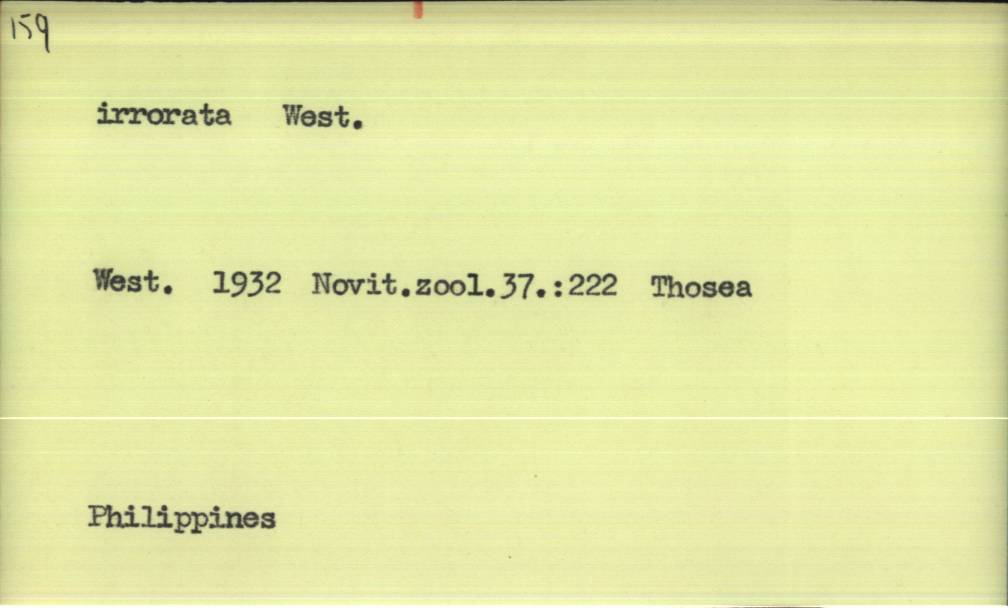 159
irrorata West.
West. 1932 Novit.zool.37.:222 Thosea
Philippines